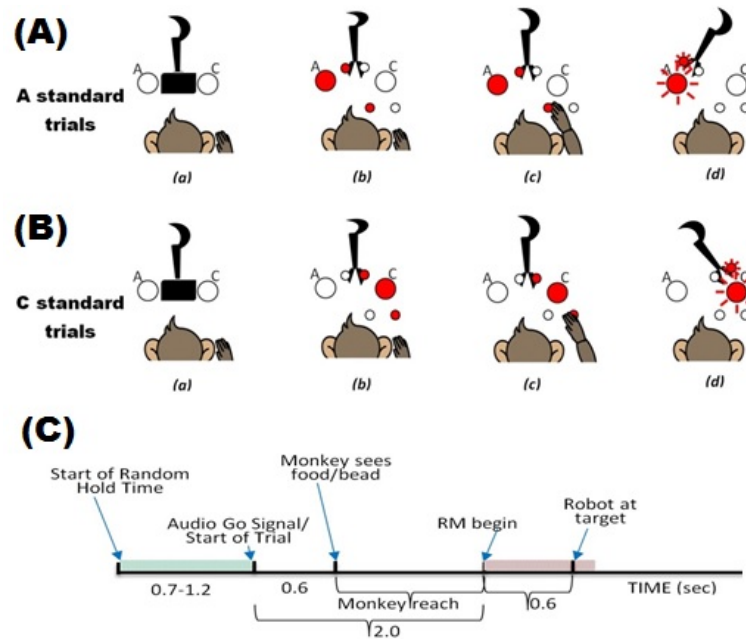 (A)
A standard
trials
A C
A C
A C
A C
(a) (b) (c) (d)
(B)
C standard
trials
A C
A C
A C
A
(a) (b) (c) (d)
(C)
Start of Random
Hold Time
Audio Go Signal/
Start of Trial
Monkey sees
food/bead
RM begin
Robot at
target
0.7-1.2 0.6 Monkey reach 0.6 TIME (sec)
2.0